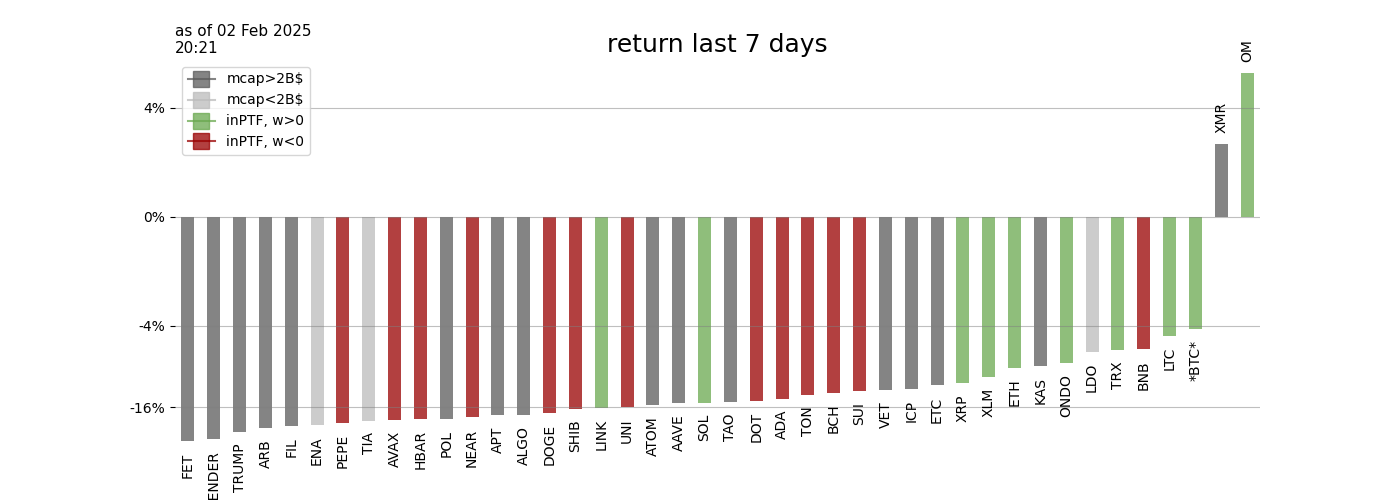 as of 02 Feb 2025
20:21
return last 7 days
mcap>2B$
mcap<2B$
inPTF, w>0
inPTF, w<0
4%
0%
-4%
-16%
FET
ENDER
TRUMP
ARB
FIL
ENA
PEPE
TIA
AVAX
HBAR
POL
NEAR
APT
ALGO
DOGE
SHIB
LINK
UNI
ATOM
AAVE
SOL
TAO
DOT
ADA
TON
BCH
SUI
VET
ICP
ETC
XRP
XLM
ETH
KAS
ONDO
LDO
TRX
BNB
LTC
*BTC*
XMR
OM